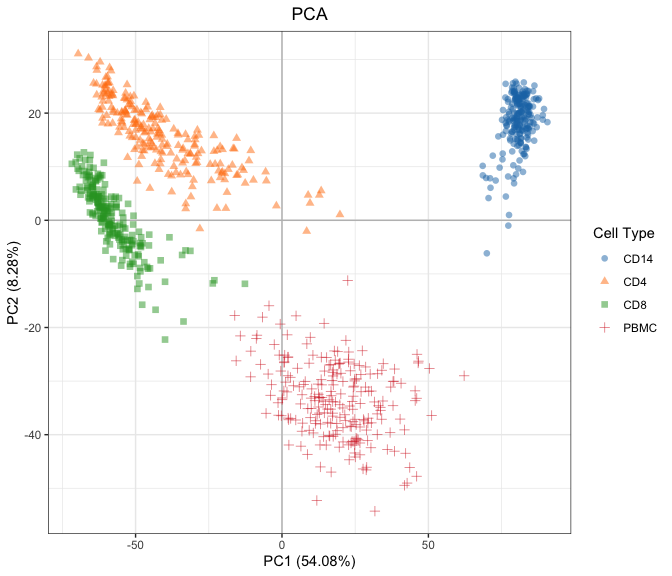 PCA
PC2 (8.28%)
20
0
-20
-40
-50
0
50
PC1 (54.08%)
Cell Type
CD14
CD4
CD8
PBMC